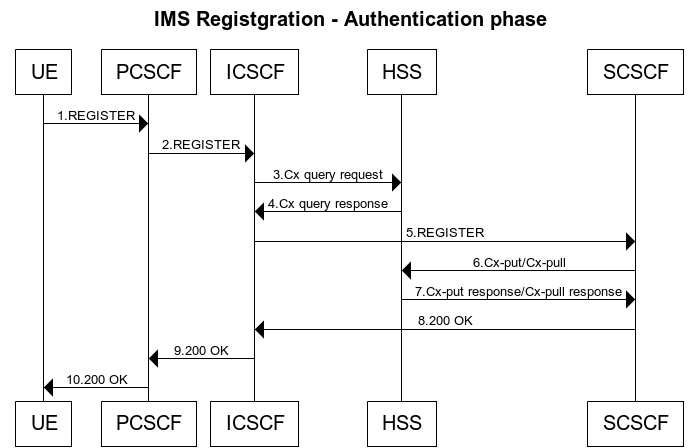 IMS Registgration - Authentication phase
UE PCSCF ICSCF HSS SCSCF
1.REGISTER
2.REGISTER
3.Cx query request
4.Cx query response
5.REGISTER
6.Cx-put/Cx-pull
7.Cx-put response/Cx-pull response
8.200 OK
9.200 OK
10.200 OK
UE PCSCF ICSCF HSS SCSCF